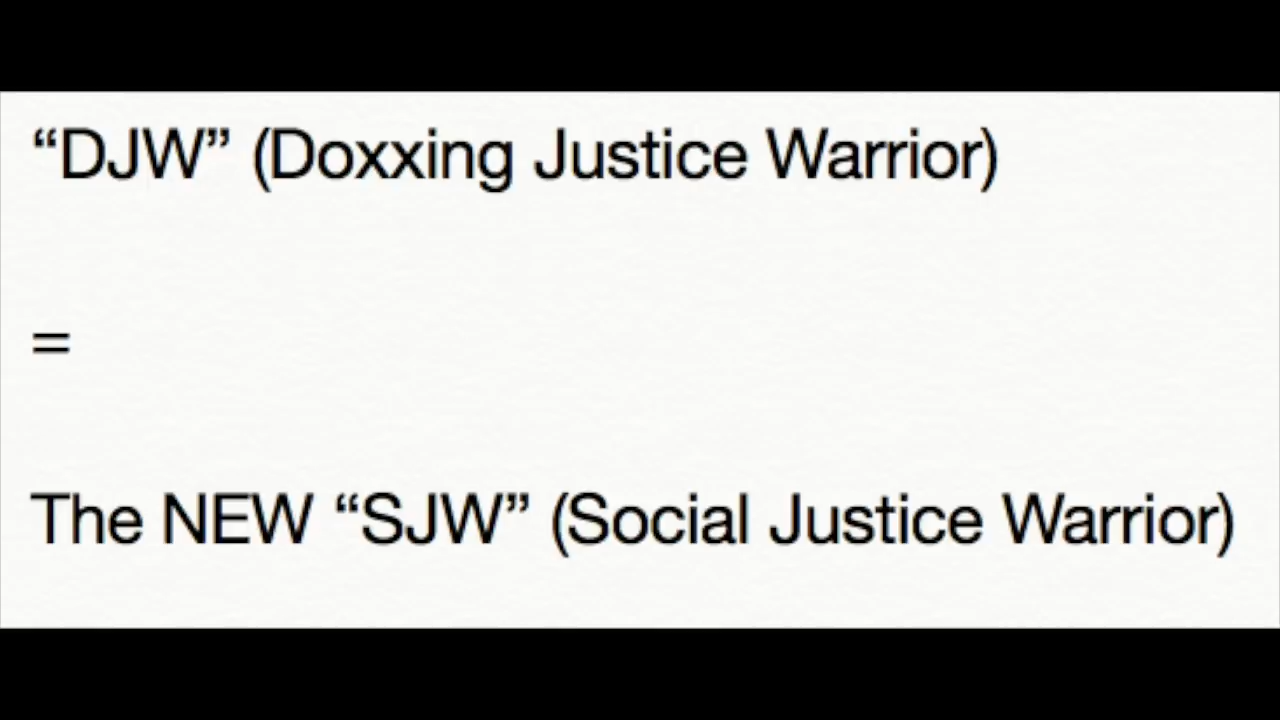 “DJW” (Doxxing Justice Warrior)
=
The NEW “SJW” (Social Justice Warrior)